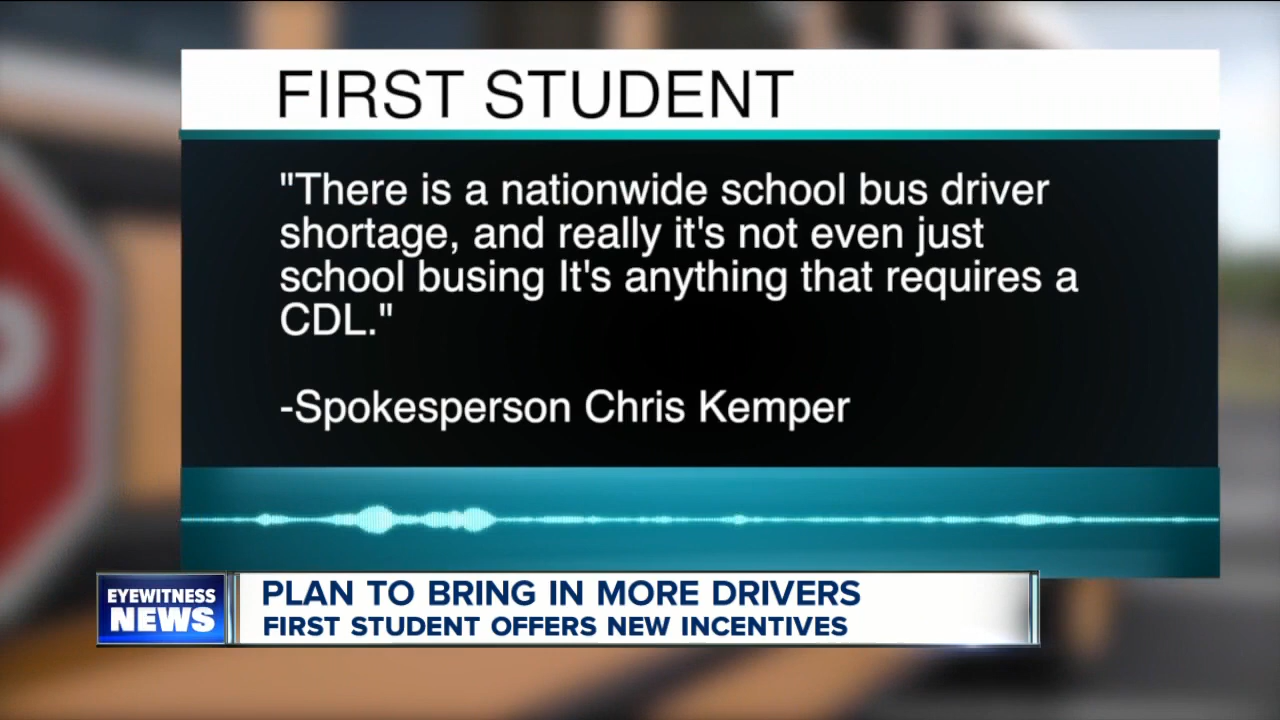 FIRST STUDENT
"There is a nationwide school bus driver
shortage, and really it's not even just
school busing It's anything that requires a
CDL."
-Spokesperson Chris Kemper
EYEWITNESS
NEWS
PLAN TO BRING IN MORE DRIVERS
FIRST STUDENT OFFERS NEW INCENTIVES